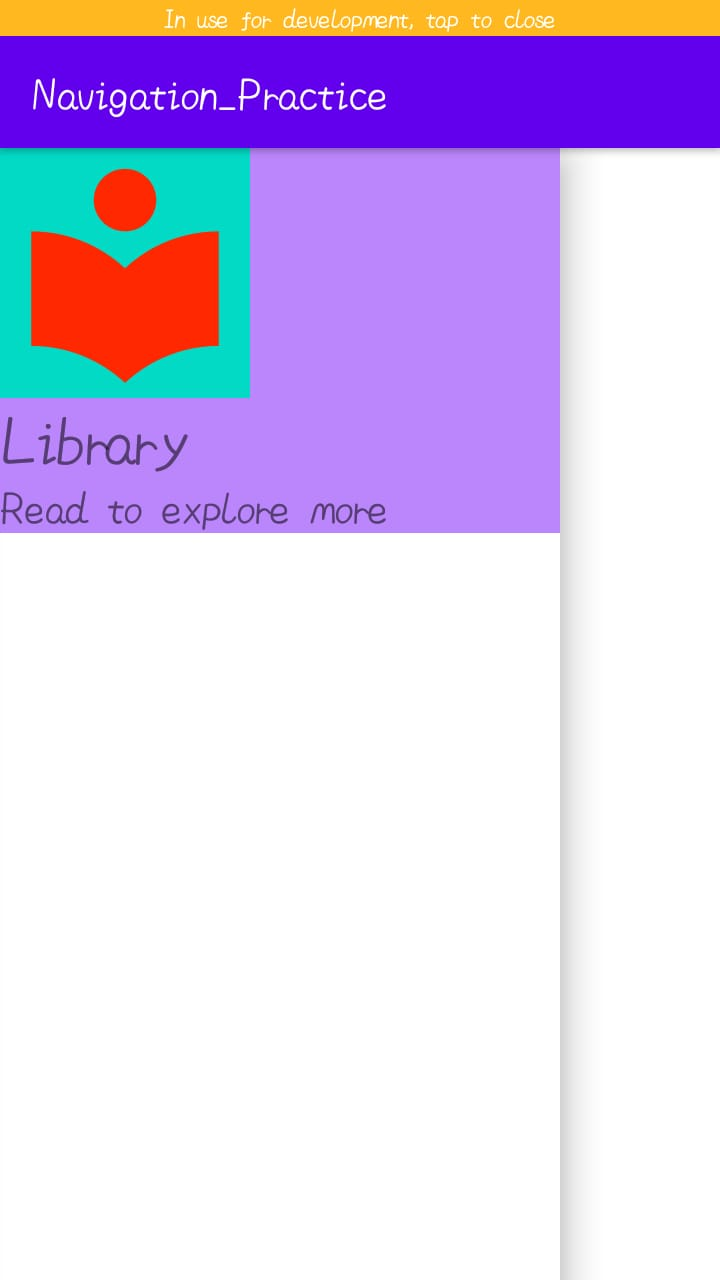 In use for development, tap to close
Navigation_Practice
Library
Read to explore more